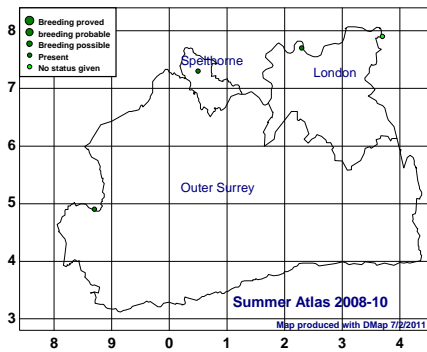 Breeding proved
breeding probable
Breeding possible
Present
No status given
8
7
6
5
4
3
Spelthorne
London
Outer Surrey
Summer Atlas 2008-10
Map produced with DMap 7/2/2011
8 9 0 1 2 3 4